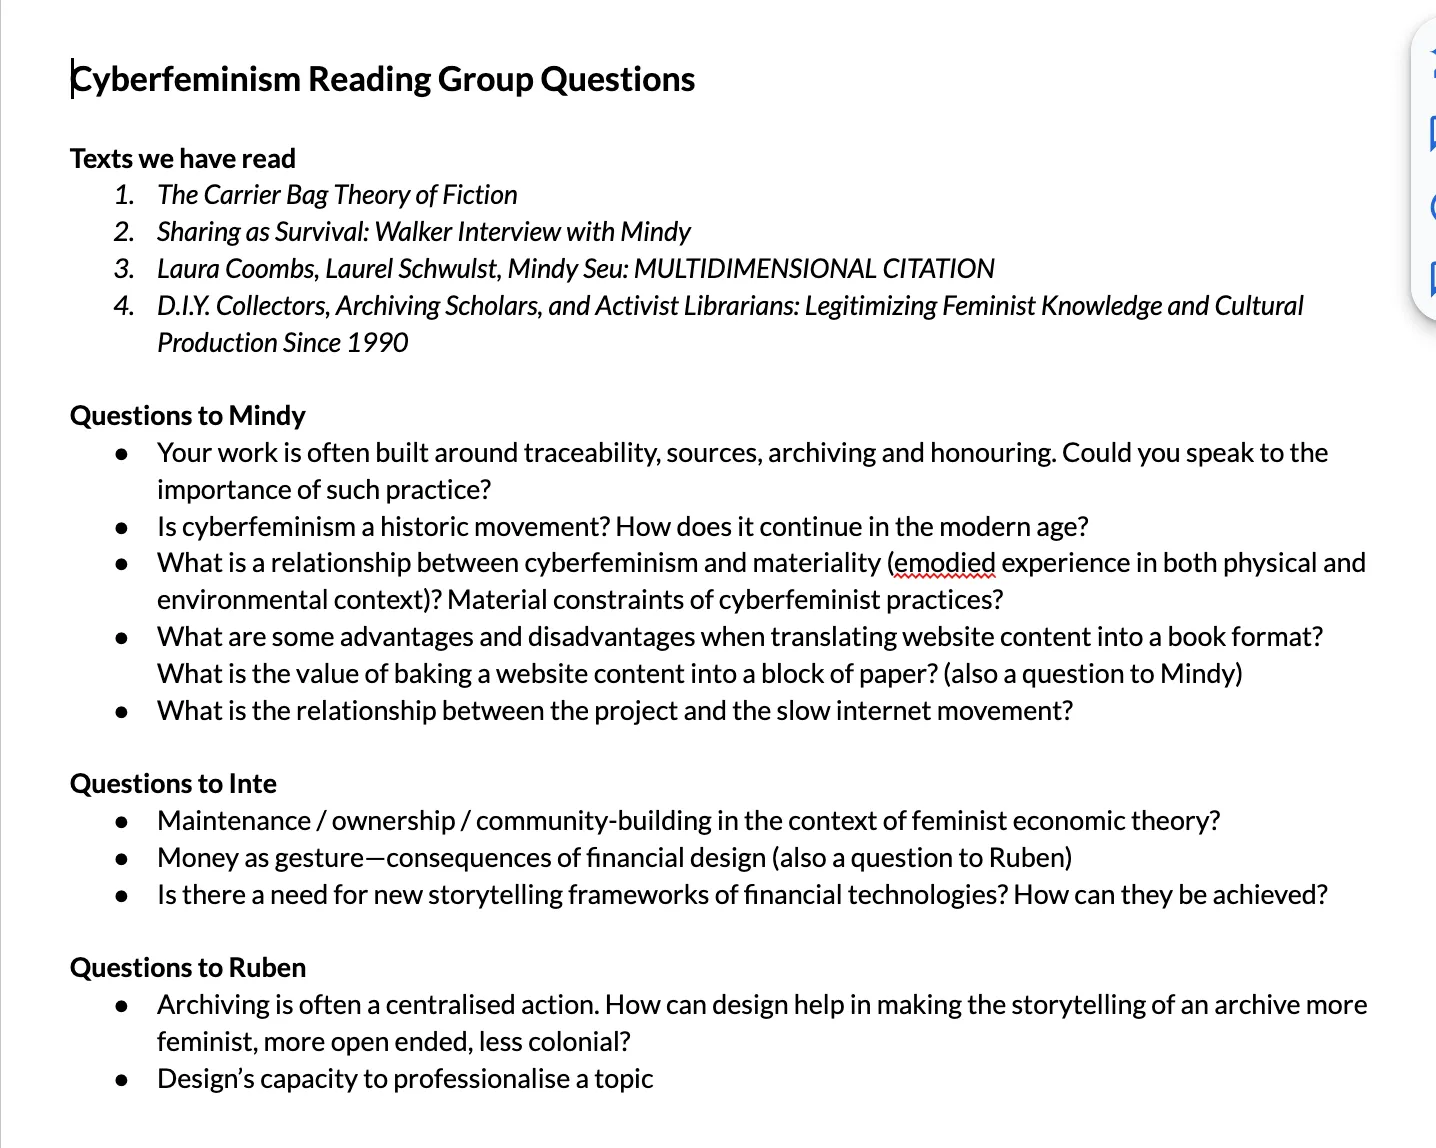 Cyberfeminism Reading Group Questions
Texts we have read
1. The Carrier Bag Theory of Fiction
2. Sharing as Survival: Walker Interview with Mindy
3. Laura Coombs, Laurel Schwulst, Mindy Seu: MULTIDIMENSIONAL CITATION
4. D.I.Y. Collectors, Archiving Scholars, and Activist Librarians: Legitimizing Feminist Knowledge and Cultural
Production Since 1990
Questions to Mindy
● Your work is often built around traceability, sources, archiving and honouring. Could you speak to the
importance of such practice?
● Is cyberfeminism a historic movement? How does it continue in the modern age?
● What is a relationship between cyberfeminism and materiality (emodied experience in both physical and
environmental context)? Material constraints of cyberfeminist practices?
● What are some advantages and disadvantages when translating website content into a book format?
What is the value of baking a website content into a block of paper? (also a question to Mindy)
● What is the relationship between the project and the slow internet movement?
Questions to Inte
● Maintenance / ownership / community-building in the context of feminist economic theory?
● Money as gesture—consequences of financial design (also a question to Ruben)
● Is there a need for new storytelling frameworks of financial technologies? How can they be achieved?
Questions to Ruben
● Archiving is often a centralised action. How can design help in making the storytelling of an archive more
feminist, more open ended, less colonial?
● Design's capacity to professionalise a topic